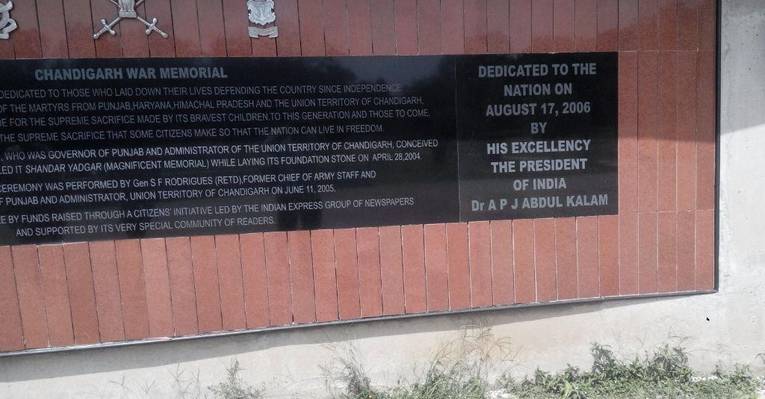 CHANDIGARH WAR MEMORIAL
DEDICATED TO THOSE WHO LAID DOWN THEIR LIVES DEFENDING THE COUNTRY SINCE INDEPENDENCE
OF THE MARTYRS FROM PUNJAB,HARYANA,HIMACHAL PRADESH AND THE UNION TERRITORY OF CHANDIGARH,
FOR THE SUPREME SACRIFICE MADE BY ITS BRAVEST CHILDREN.TO THIS GENERATION AND THOSE TO COME,
THE SUPREME SACRIFICE THAT SOME CITIZENS MAKE SO THAT THE NATION CAN LIVE IN FREEDOM.
, WHO WAS GOVERNOR OF PUNJAB AND ADMINISTRATOR OF THE UNION TERRITORY OF CHANDIGARH, CONCEIVED
IT SHANDAR YADGAR (MAGNIFICENT MEMORIAL) WHILE LAYING ITS FOUNDATION STONE ON APRIL 28,2004.
CEREMONY WAS PERFORMED BY Gen S F RODRIGUES (RETD),FORMER CHIEF OF ARMY STAFF AND
OF PUNJAB AND ADMINISTRATOR, UNION TERRITORY OF CHANDIGARH ON JUNE 11, 2005.
BY FUNDS RAISED THROUGH A CITIZENS' INITIATIVE LED BY THE INDIAN EXPRESS GROUP OF NEWSPAPERS
AND SUPPORTED BY ITS VERY SPECIAL COMMUNITY OF READERS.
DEDICATED TO THE
NATION ON
AUGUST 17, 2006
BY
HIS EXCELLENCY
THE PRESIDENT
OF INDIA
Dr A P J ABDUL KALAM